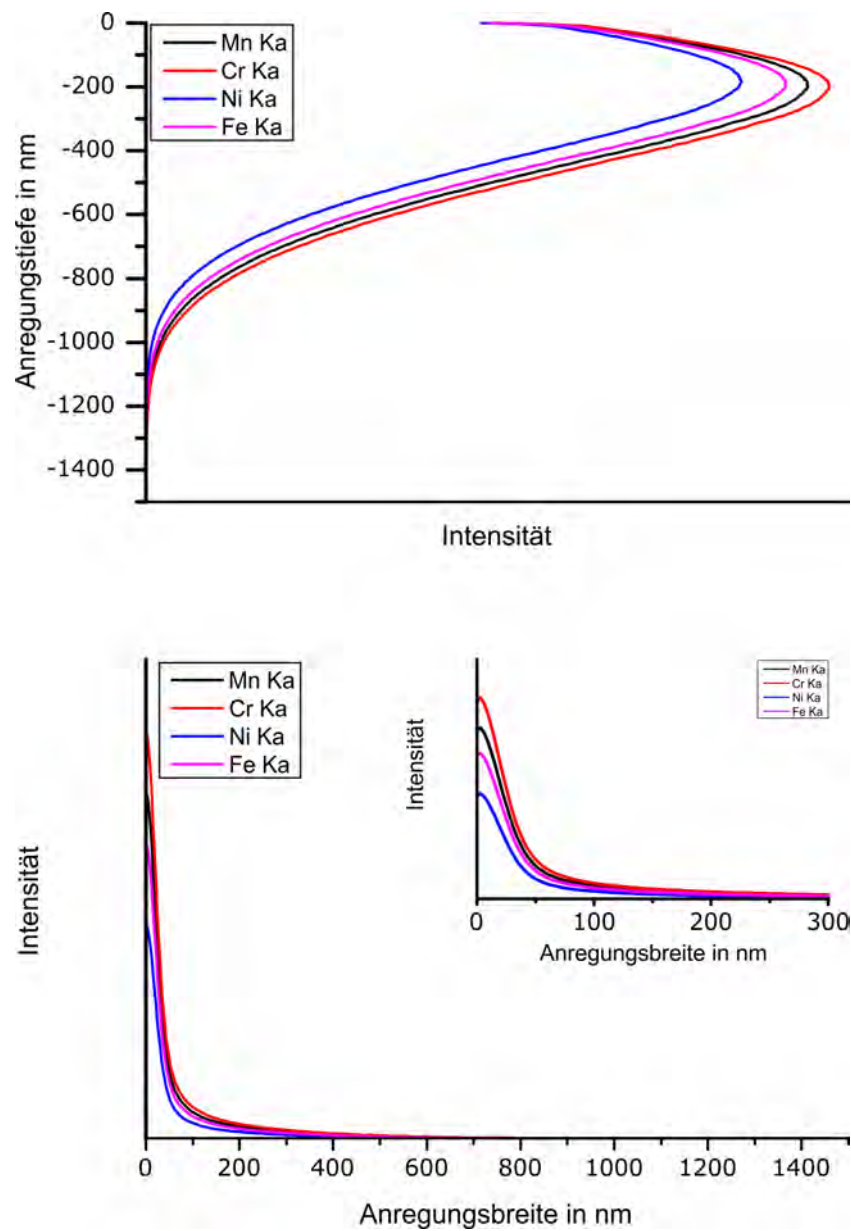 0
-200
-400
-600
-800
-1000
-1200
-1400
Anregungstiefe in nm
Mn Ka
Cr Ka
Ni Ka
Fe Ka
Intensität
Mn Ka
Cr Ka
Ni Ka
Fe Ka
Intensität
0 200 400 600 800 1000 1200 1400
Anregungsbreite in nm
Mn Ka
Cr Ka
Ni Ka
Fe Ka
Intensität
0 100 200 300
Anregungsbreite in nm